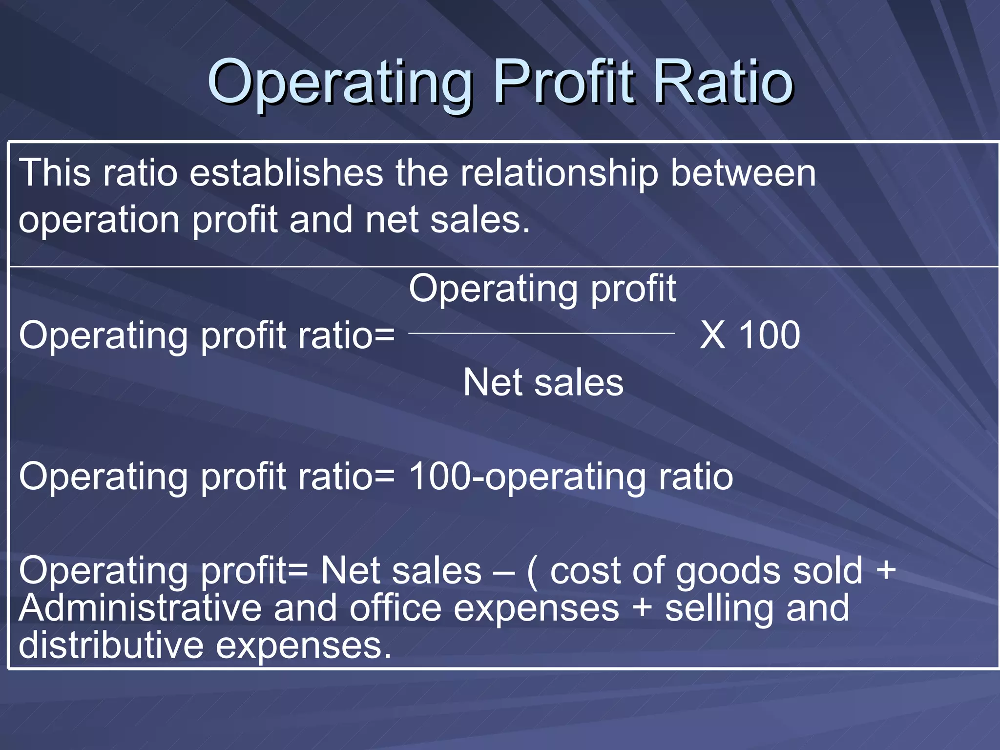 Operating Profit Ratio
This ratio establishes the relationship between
operation profit and net sales.
Operating profit
Operating profit ratio= X 100
Net sales
Operating profit ratio= 100-operating ratio
Operating profit= Net sales – ( cost of goods sold +
Administrative and office expenses + selling and
distributive expenses.